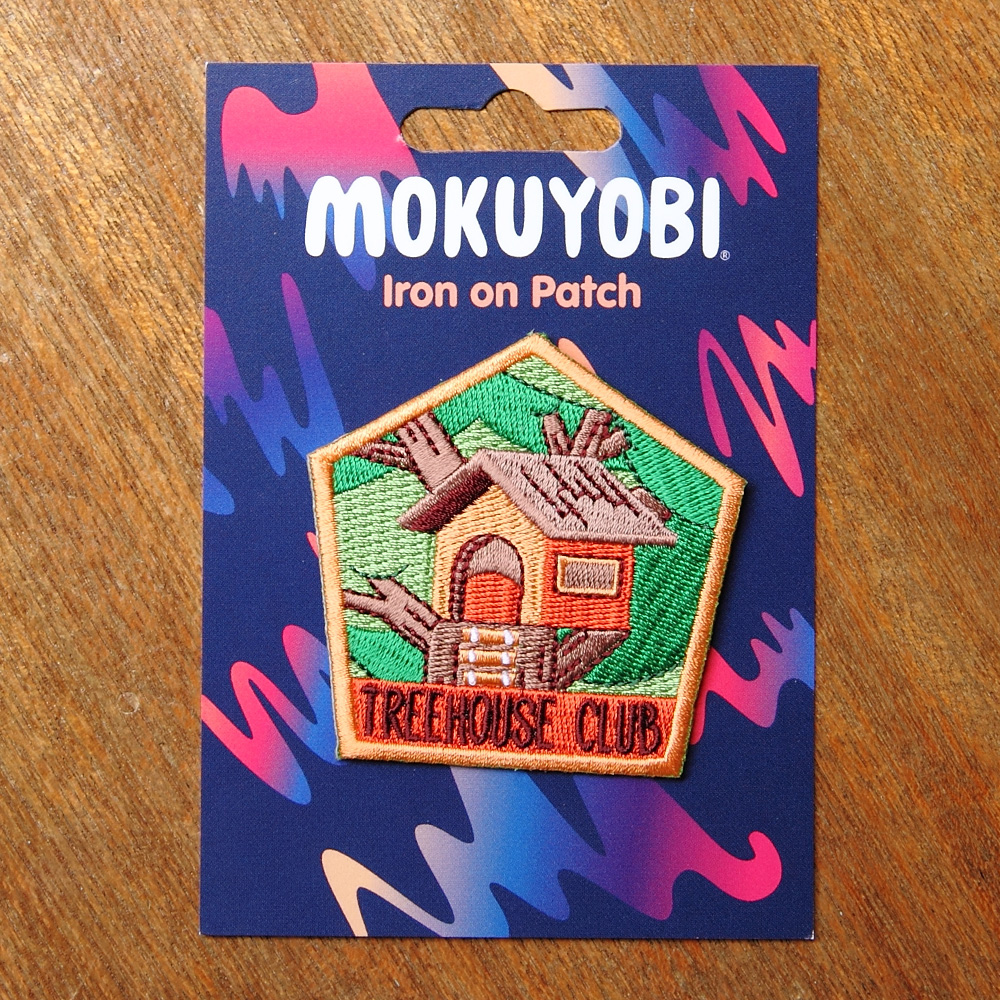 MOKUYOBI®
Iron on Patch
TREEHOUSE CLUB